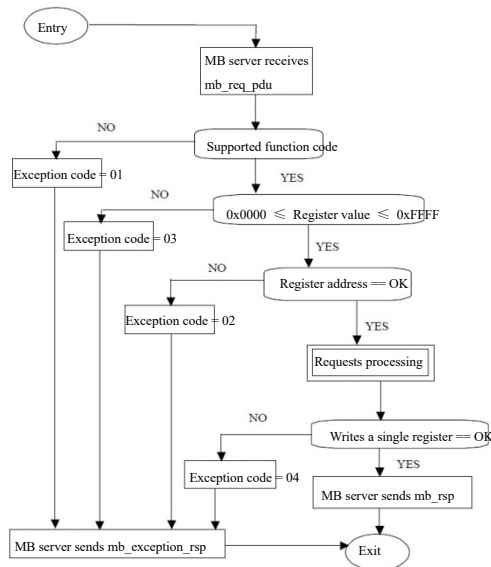 Entry
MB server receives
mb_req_pdu
NO
Supported function code
Exception code = 01
YES
NO
0x0000 ≤ Register value ≤ 0xFFFF
Exception code = 03
YES
NO
Register address == OK
Exception code = 02
YES
Requests processing
NO
Writes a single register == OK
YES
Exception code = 04
MB server sends mb_rsp
MB server sends mb_exception_rsp
Exit